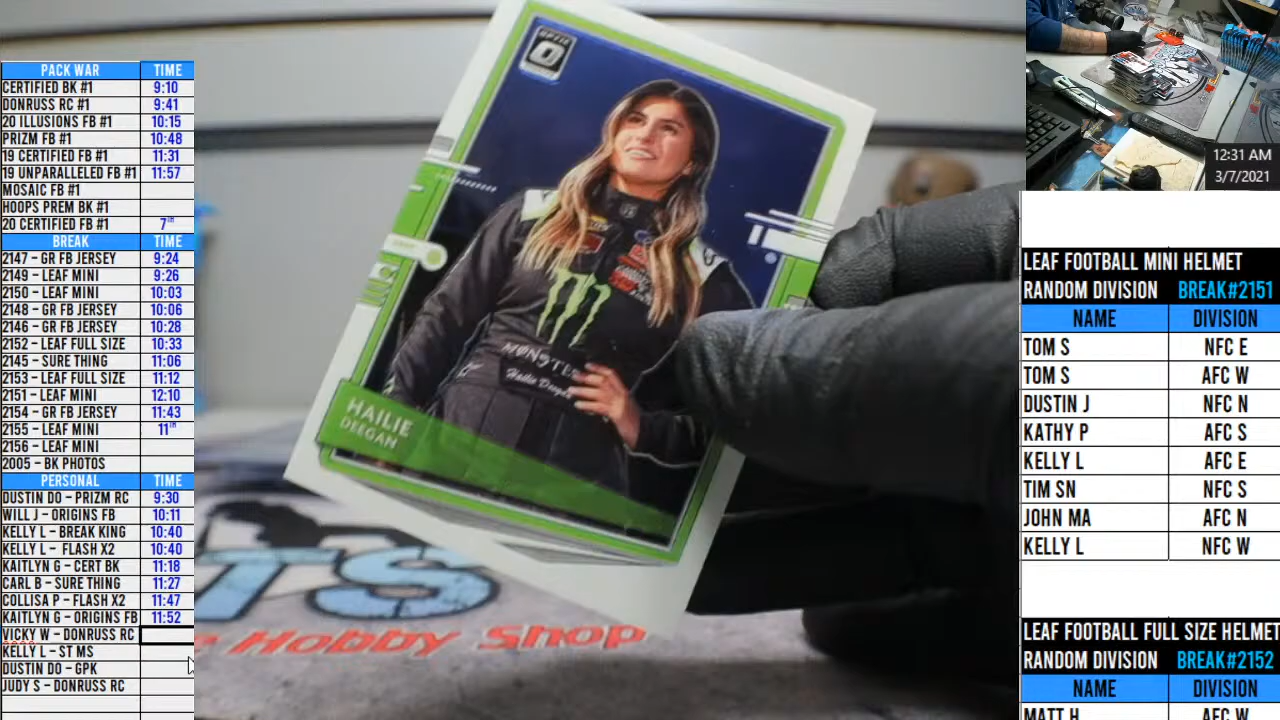 PACK WAR TIME
CERTIFIED BK #1 9:10
DONRUSS RC #1 9:41
20 ILLUSIONS FB #1 10:15
PRIZM FB #1 10:48
19 CERTIFIED FB #1 11:31
19 UNPARALLELED FB #1 11:57
MOSAIC FB #1
HOOPS PREM BK #1
20 CERTIFIED FB #1 7TH
BREAK TIME
2147 – GR FB JERSEY 9:24
2149 – LEAF MINI 9:26
2150 – LEAF MINI 10:03
2148 – GR FB JERSEY 10:06
2146 – GR FB JERSEY 10:28
2152 – LEAF FULL SIZE 10:33
2145 – SURE THING 11:06
2153 – LEAF FULL SIZE 11:12
2151 – LEAF MINI 12:10
2154 – GR FB JERSEY 11:43
2155 – LEAF MINI 11TH
2156 – LEAF MINI
2005 – BK PHOTOS
PERSONAL TIME
DUSTIN DO – PRIZM RC 9:30
WILL J – ORIGINS FB 10:11
KELLY L – BREAK KING 10:40
KELLY L – FLASH X2 10:40
KAITLYN G – CERT BK 11:18
CARL B – SURE THING 11:27
COLLISA P – FLASH X2 11:47
KAITLYN G – ORIGINS FB 11:52
VICKY W – DONRUSS RC
KELLY L – ST MS
DUSTIN DO – GPK
JUDY S – DONRUSS RC
OPTIC
MONSTER
Hailie Deegan
HAILIE
DEEGAN
TS
e Hobby Shop
12:31 AM
3/7/2021
LEAF FOOTBALL MINI HELMET
RANDOM DIVISION BREAK#2151
NAME DIVISION
TOM S NFC E
TOM S AFC W
DUSTIN J NFC N
KATHY P AFC S
KELLY L AFC E
TIM SN NFC S
JOHN MA AFC N
KELLY L NFC W
LEAF FOOTBALL FULL SIZE HELMET
RANDOM DIVISION BREAK#2152
NAME DIVISION
MATT H AFC W